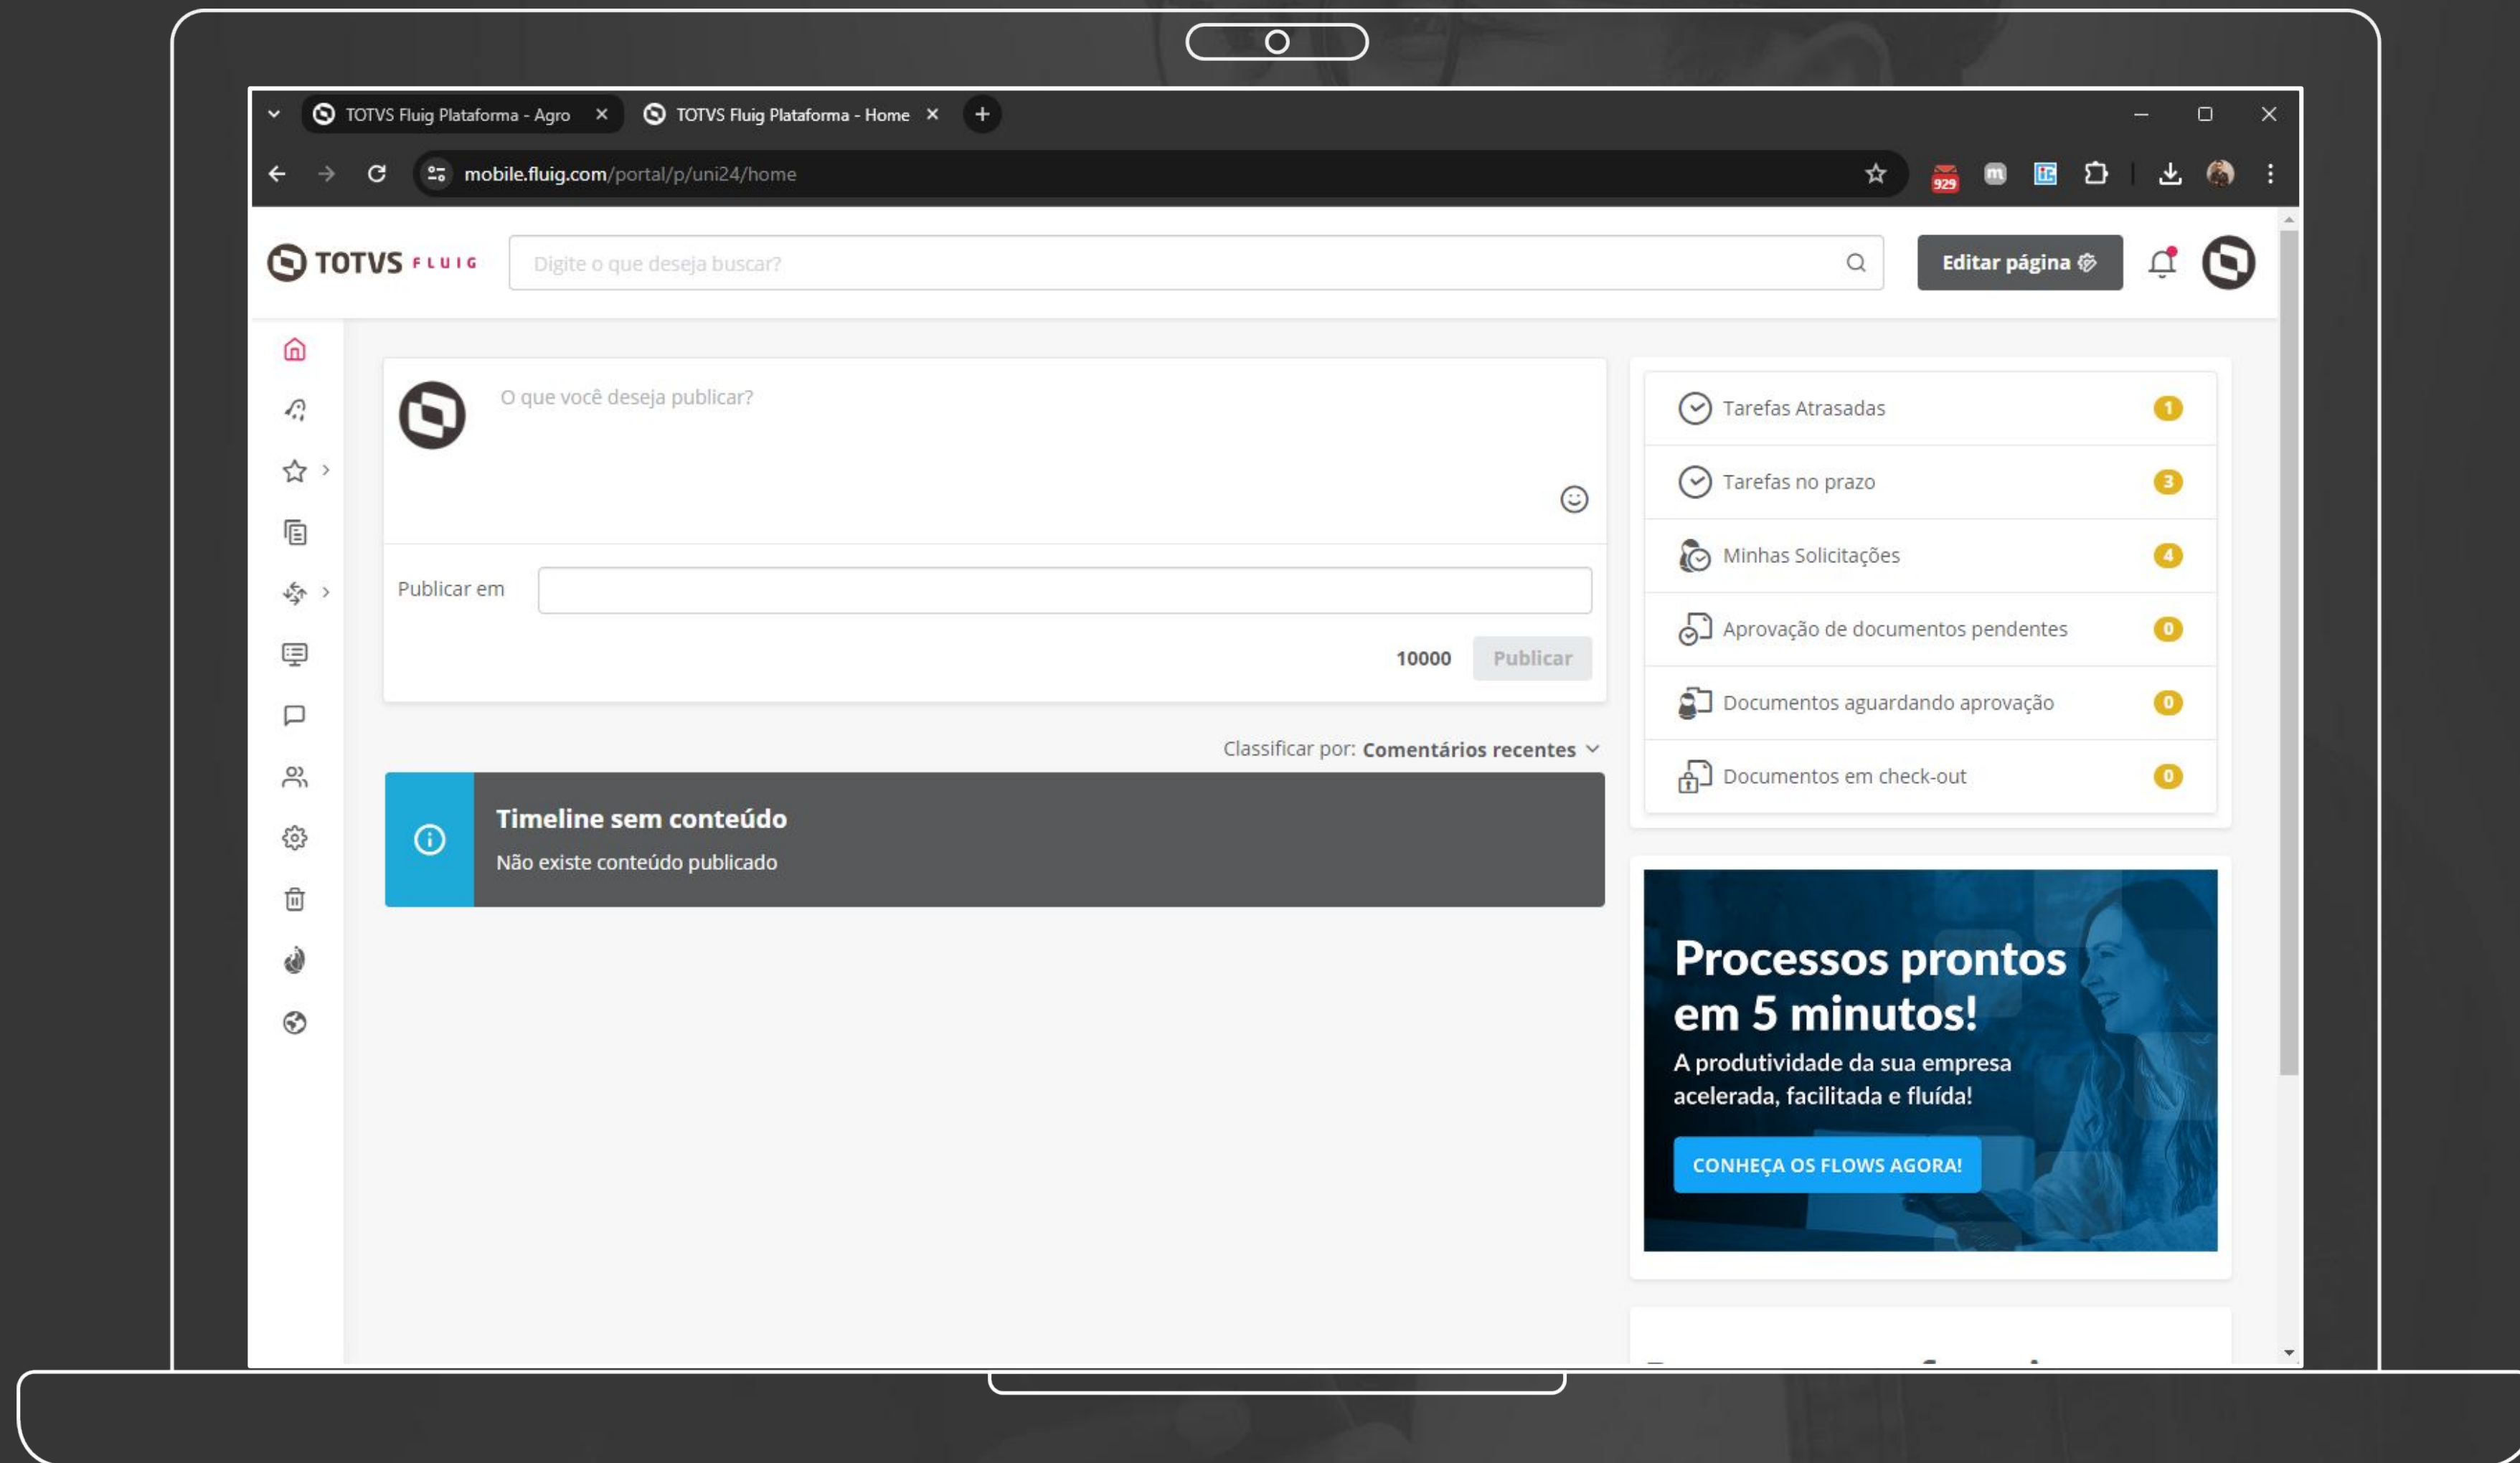 TOTVS Fluig Plataforma - Agro
TOTVS Fluig Plataforma - Home
mobile.fluig.com/portal/p/uni24/home
929
m
TOTVS FLUIG
Digite o que deseja buscar?
Editar página
O que você deseja publicar?
Publicar em
10000
Publicar
Classificar por: Comentários recentes
Timeline sem conteúdo
Não existe conteúdo publicado
Tarefas Atrasadas 1
Tarefas no prazo 3
Minhas Solicitações 4
Aprovação de documentos pendentes 0
Documentos aguardando aprovação 0
Documentos em check-out 0
Processos prontos
em 5 minutos!
A produtividade da sua empresa
acelerada, facilitada e fluída!
CONHEÇA OS FLOWS AGORA!